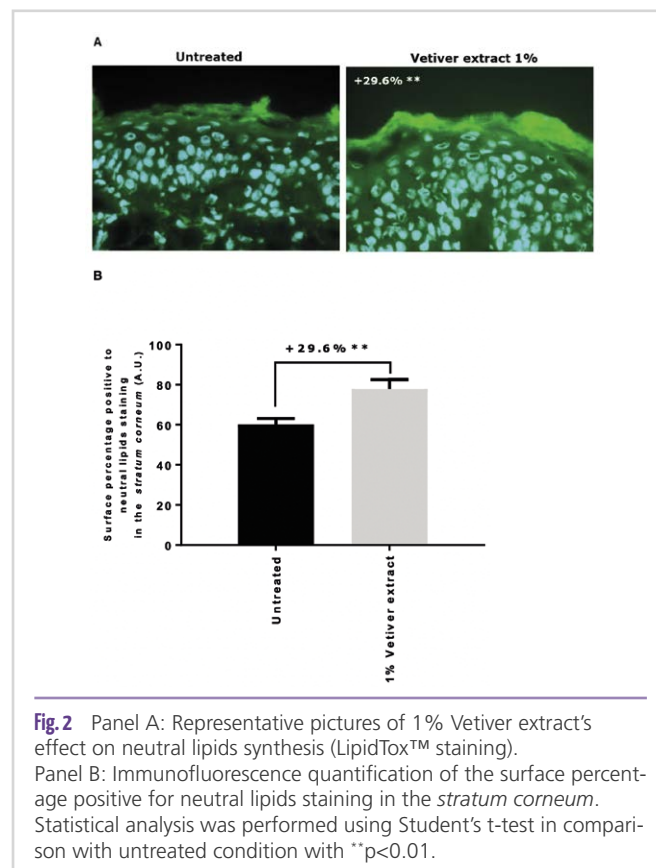 A
Untreated
Vetiver extract 1%
+29.6% **
B
Surface percentage positive to
neutral lipids staining
in the stratum corneum (A.U.)
100
80
60
40
20
0
+29.6% **
Untreated
1% Vetiver extract
Fig. 2 Panel A: Representative pictures of 1% Vetiver extract's
effect on neutral lipids synthesis (LipidTox™ staining).
Panel B: Immunofluorescence quantification of the surface percent-
age positive for neutral lipids staining in the stratum corneum.
Statistical analysis was performed using Student's t-test in compari-
son with untreated condition with **p<0.01.